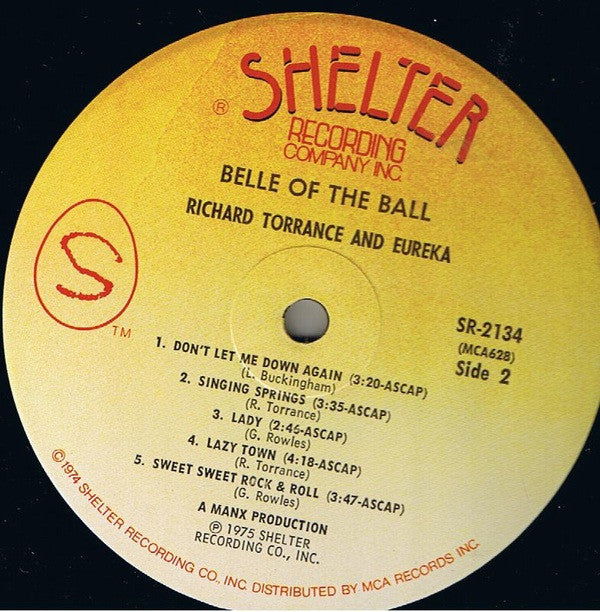 ® SHELTER
RECORDING
COMPANY INC.
BELLE OF THE BALL
RICHARD TORRANCE AND EUREKA
S
TM
SR-2134
(MCA628)
Side 2
1. DON'T LET ME DOWN AGAIN (3:20-ASCAP)
(L. Buckingham)
2. SINGING SPRINGS (3:35-ASCAP)
(R. Torrance)
3. LADY (2:46-ASCAP)
(G. Rowles)
4. LAZY TOWN (4:18-ASCAP)
(R. Torrance)
5. SWEET SWEET ROCK & ROLL (3:47-ASCAP)
(G. Rowles)
A MANX PRODUCTION
℗ 1975 SHELTER
RECORDING CO., INC.
©1974 SHELTER RECORDING CO., INC. DISTRIBUTED BY MCA RECORDS INC.